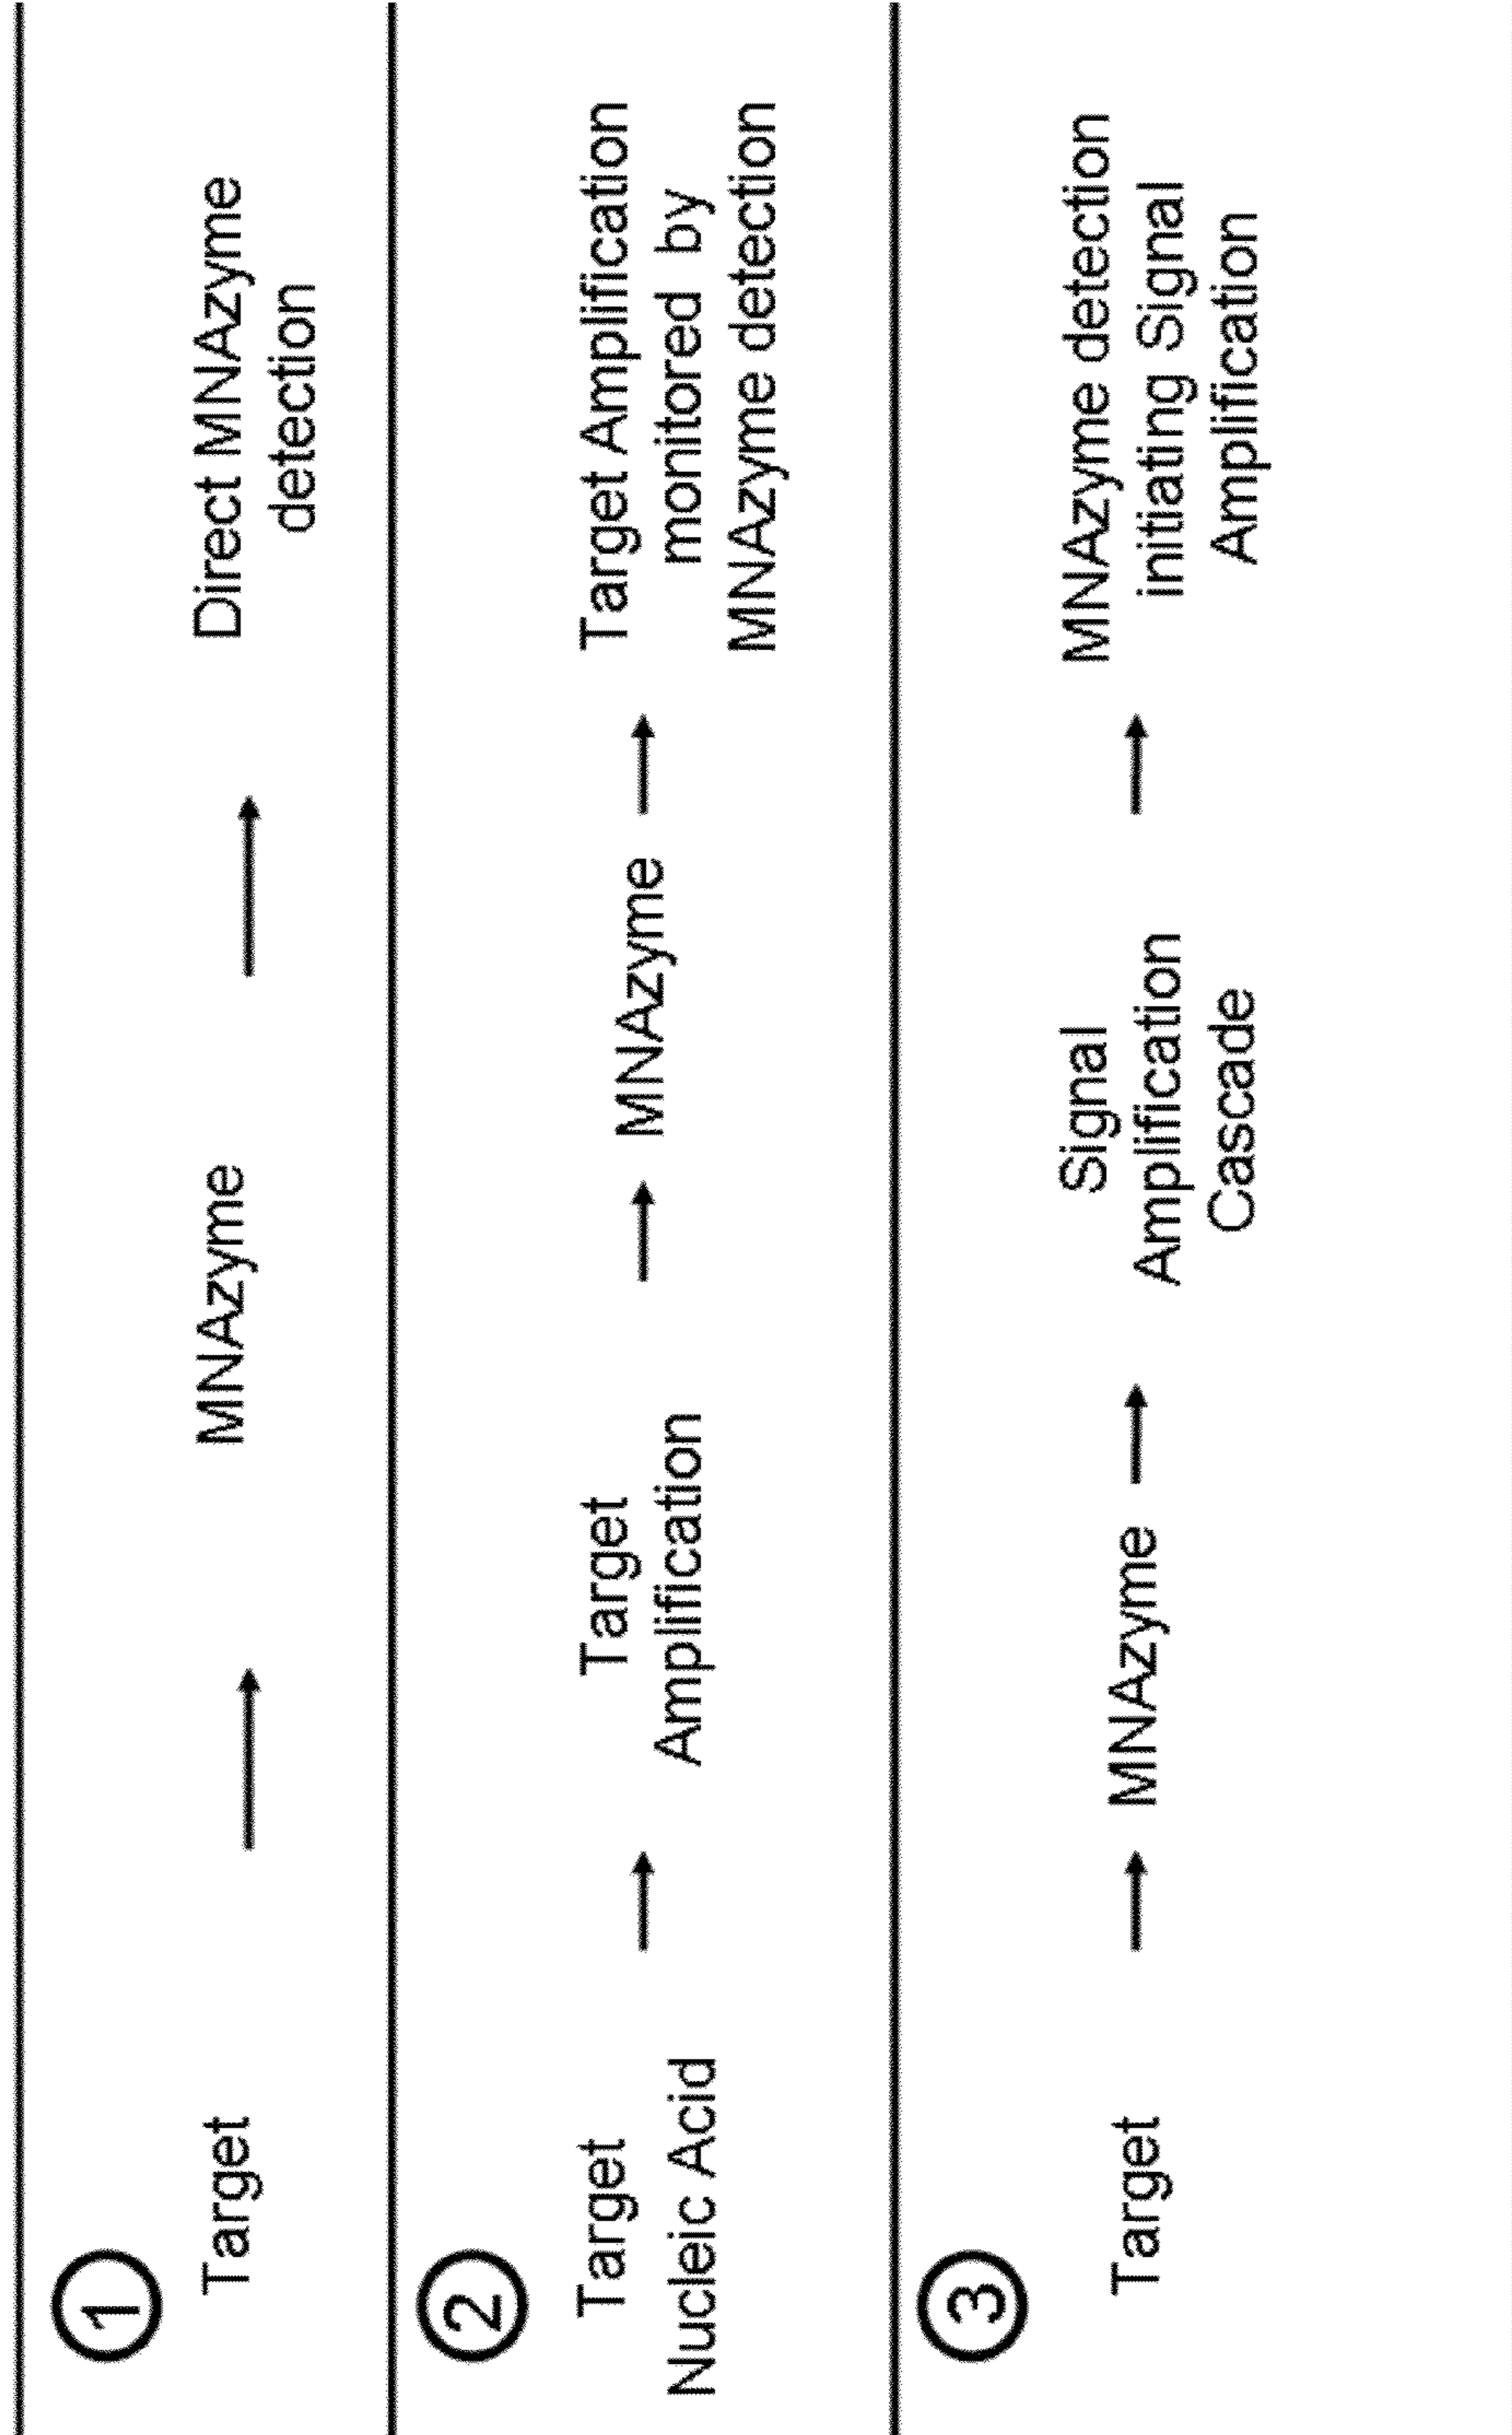 1
Target
MNAzyme
Direct MNAzyme
detection
2
Target
Nucleic Acid
Target
Amplification
MNAzyme
Target Amplification
monitored by
MNAzyme detection
3
Target
MNAzyme
Signal
Amplification
Cascade
MNAzyme detection
initiating Signal
Amplification